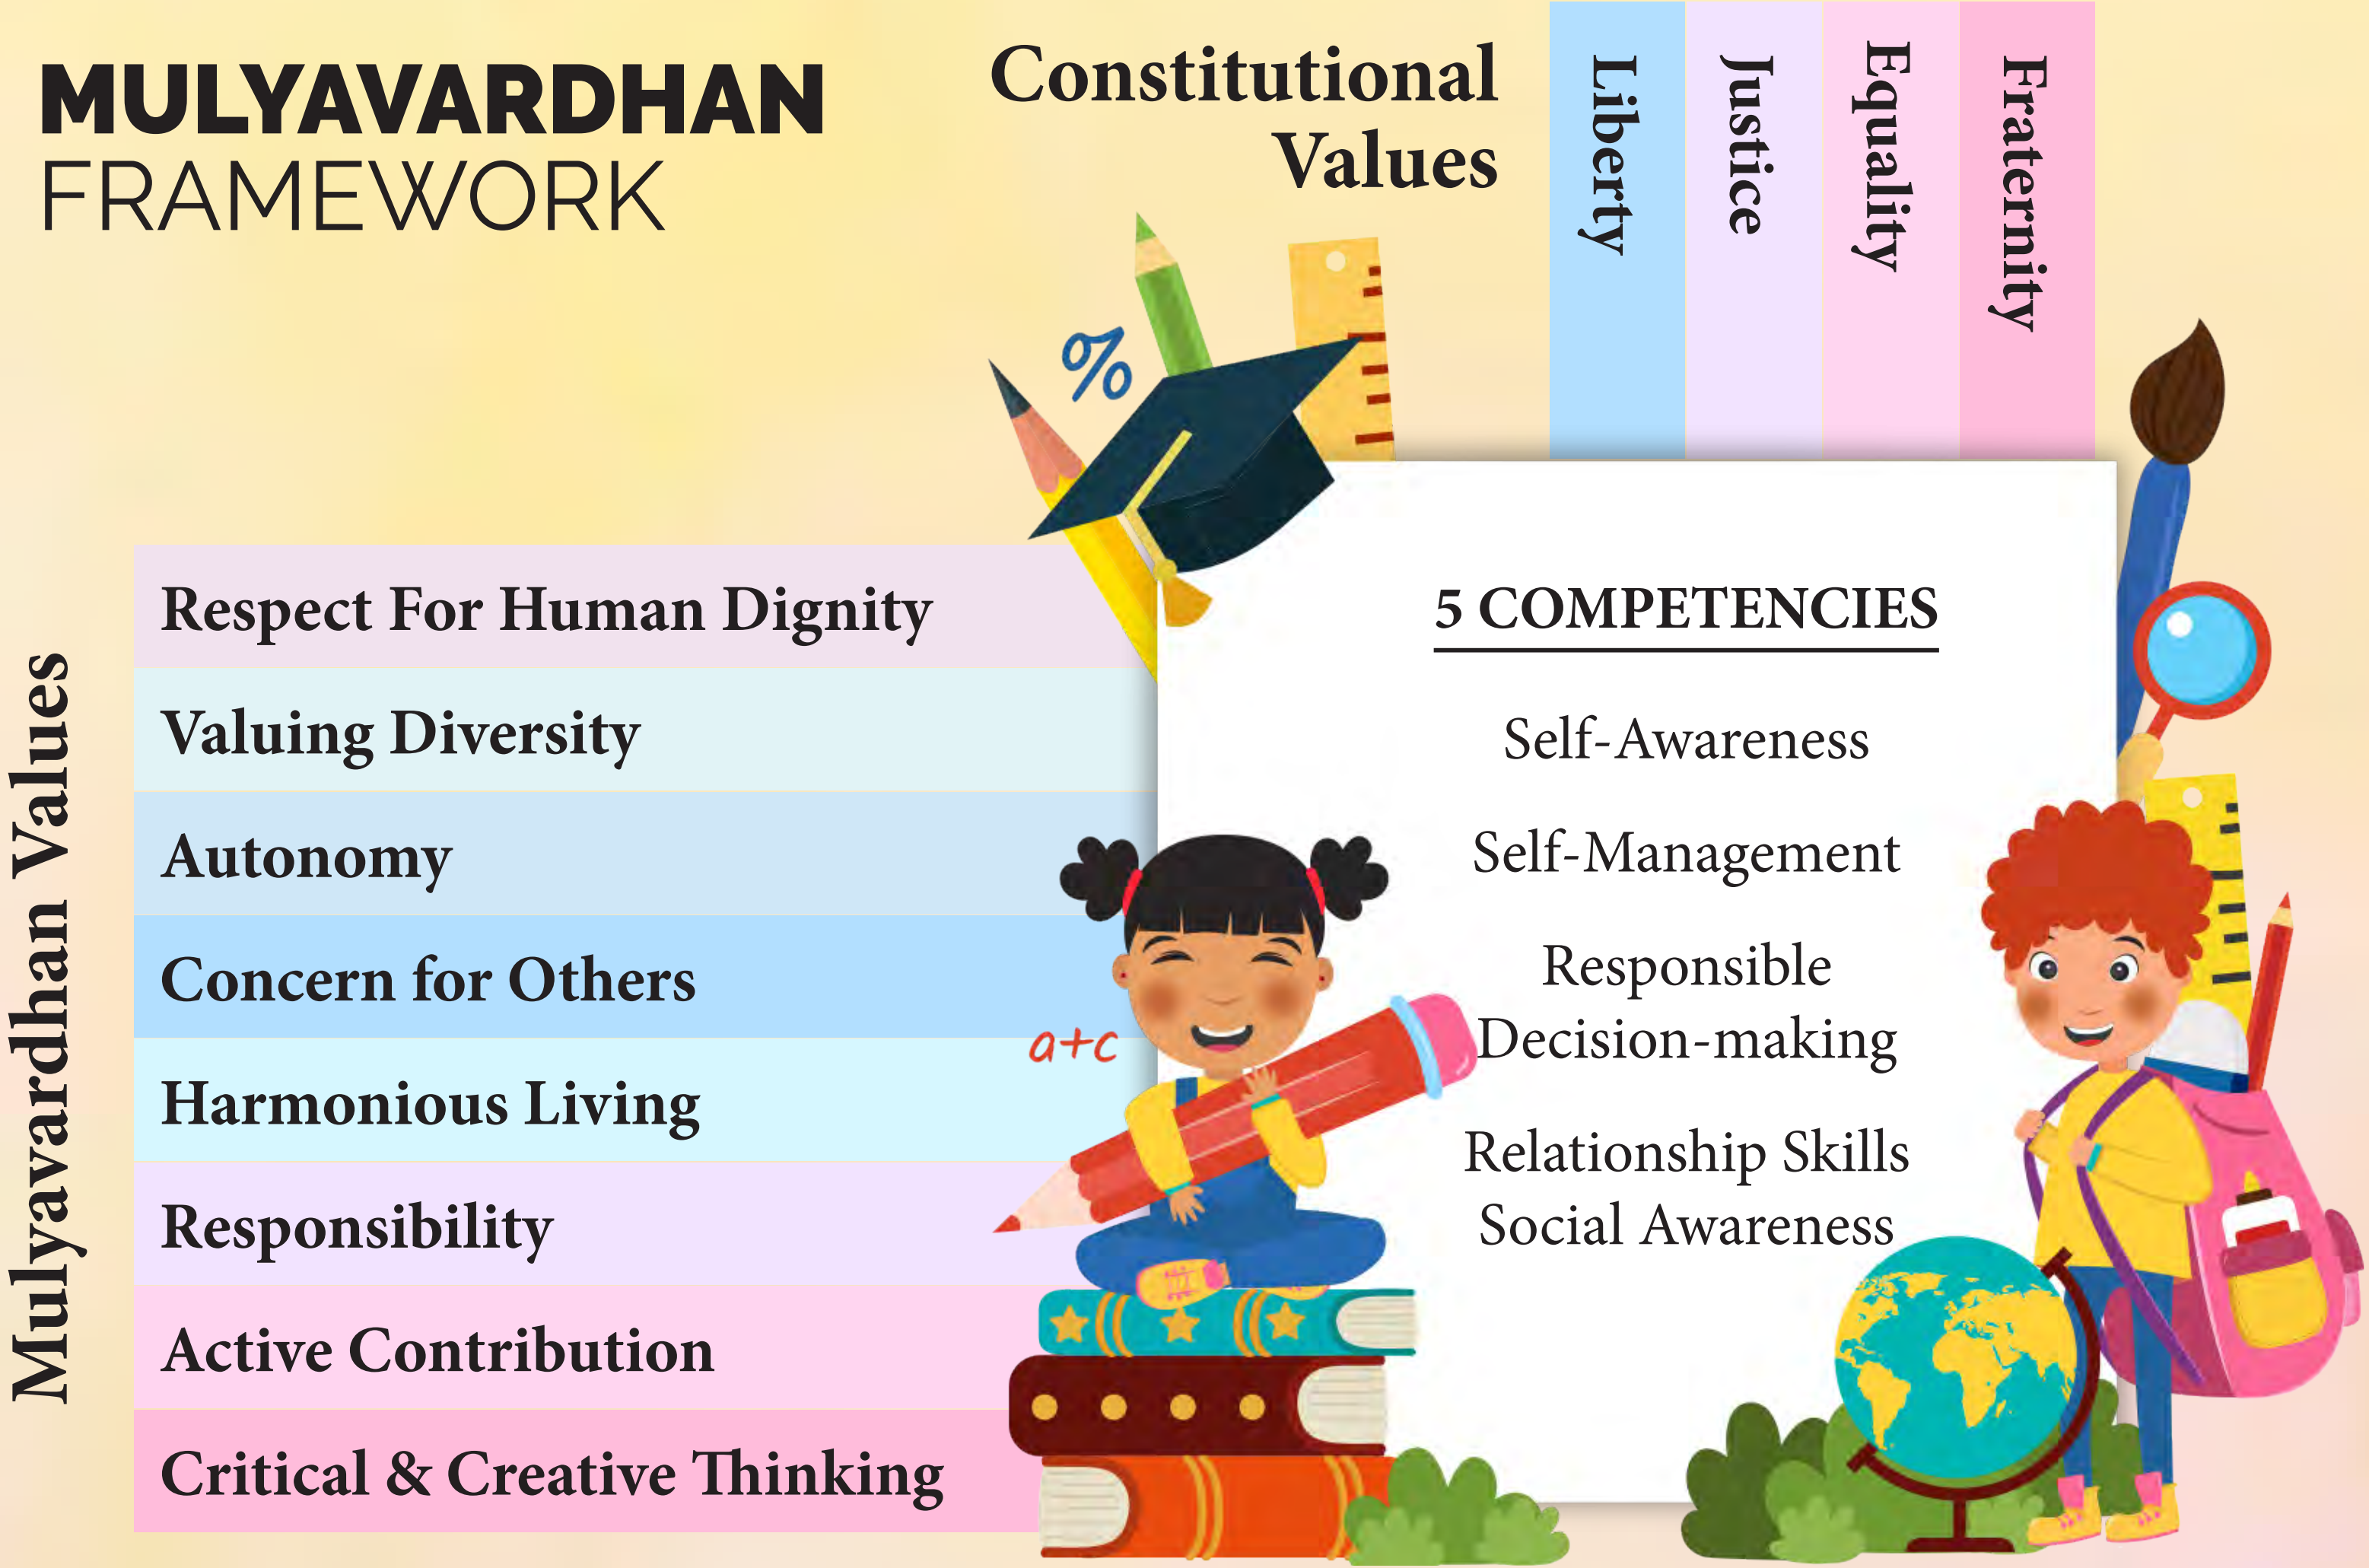 MULYAVARDHAN
FRAMEWORK
Constitutional
Values
Liberty
Justice
Equality
Fraternity
%
Mulyavardhan Values
Respect For Human Dignity
Valuing Diversity
Autonomy
Concern for Others
Harmonious Living
Responsibility
Active Contribution
Critical & Creative Thinking
a+c
5 COMPETENCIES
Self-Awareness
Self-Management
Responsible
Decision-making
Relationship Skills
Social Awareness